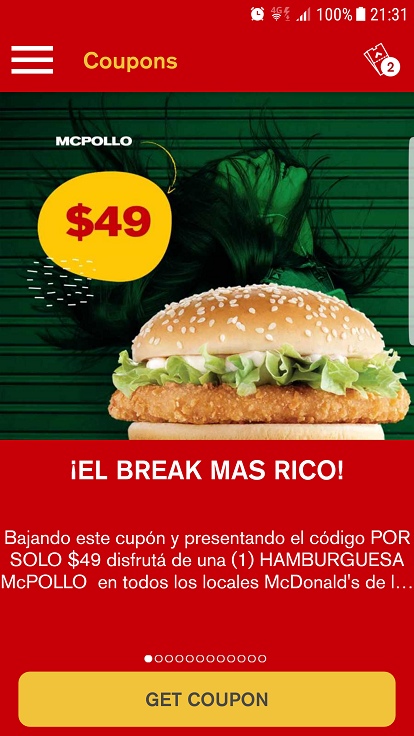 4G
100%
21:31
Coupons
2
MCPOLLO
$49
¡EL BREAK MAS RICO!
Bajando este cupón y presentando el código POR
SOLO $49 disfrutá de una (1) HAMBURGUESA
McPOLLO en todos los locales McDonald's de l...
GET COUPON